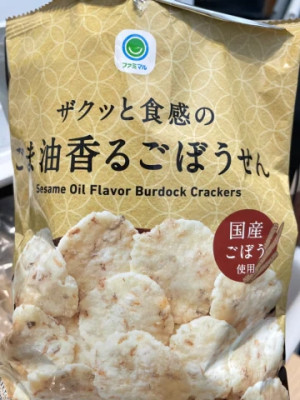 ファミマル
ザクッと食感の
ごま油香るごぼうせん
Sesame Oil Flavor Burdock Crackers
国産
ごぼう
使用